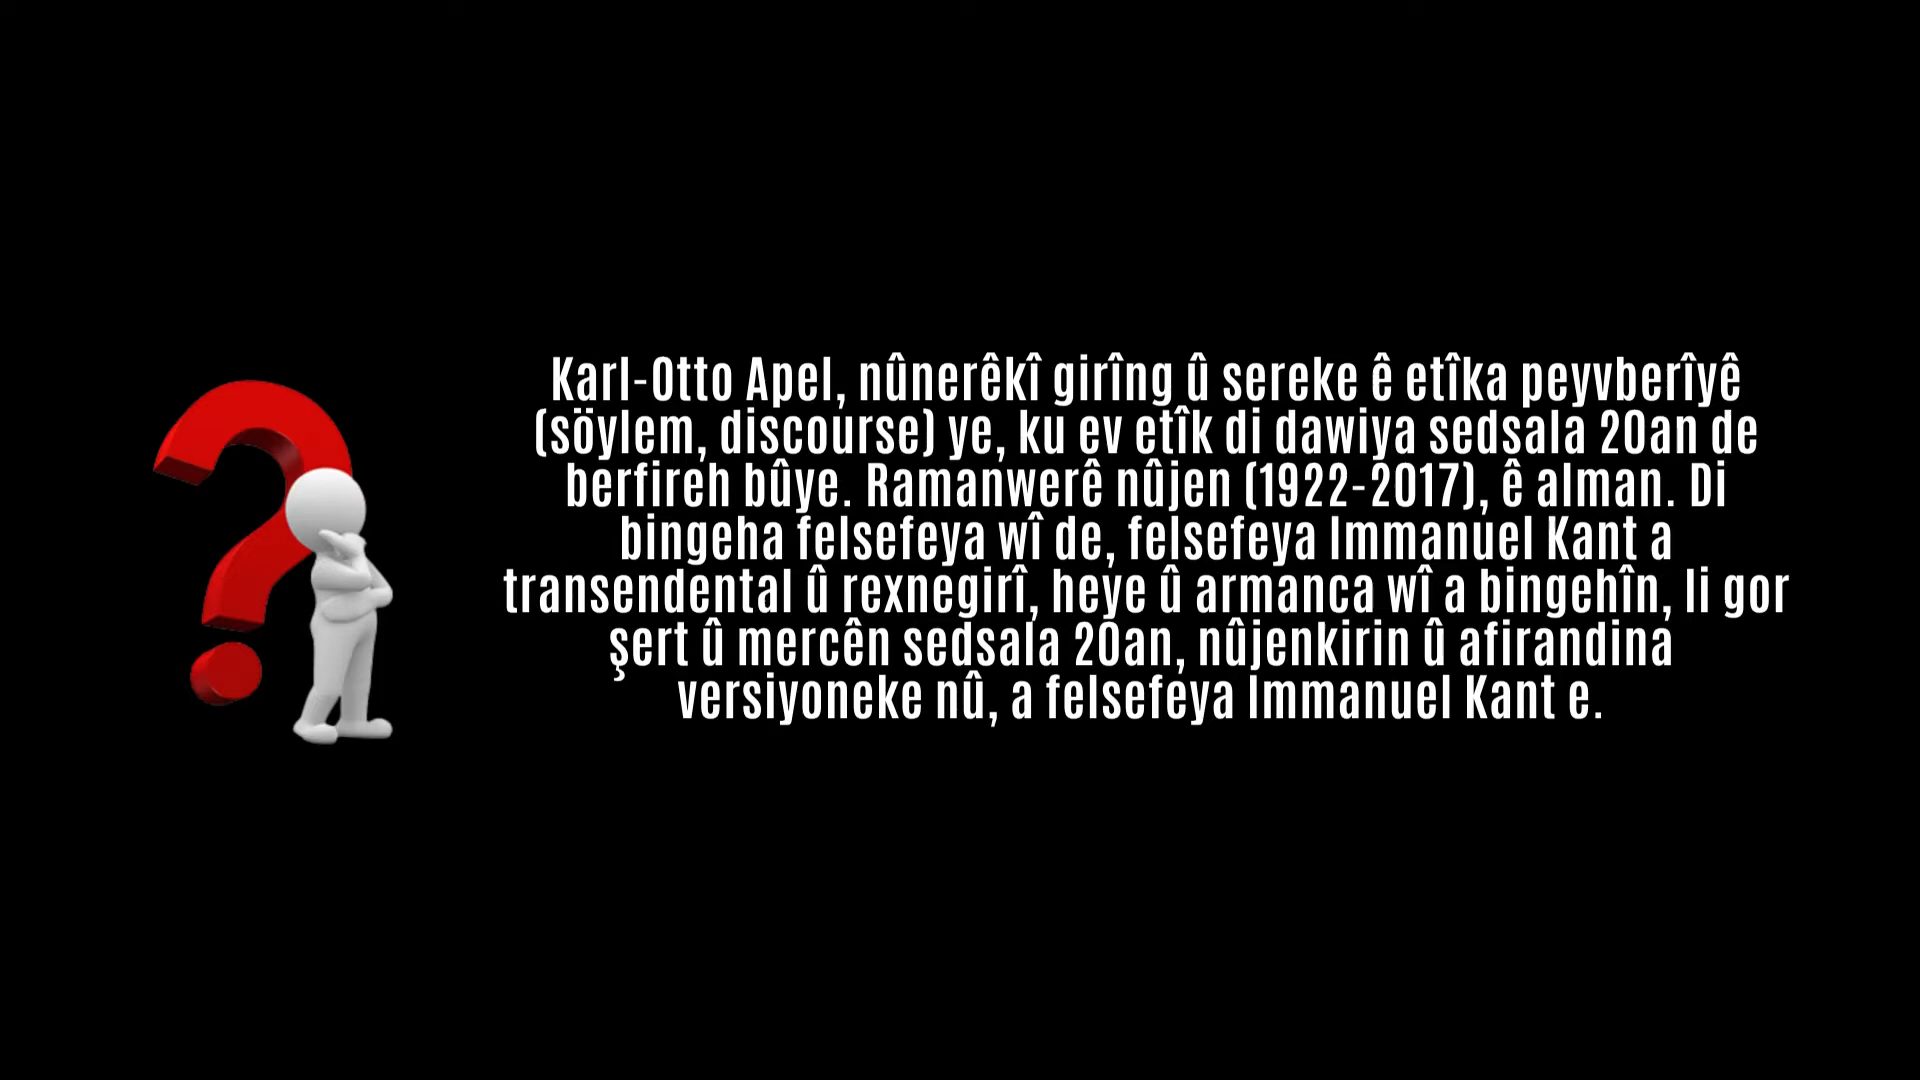 Karl-Otto Apel, nûnerêkî girîng û sereke ê etîka peyvberîyê
(söylem, discourse) ye, ku ev etîk di dawiya sedsala 20an de
berfireh bûye. Ramanwerê nûjen (1922-2017), ê alman. Di
bingeha felsefeya wî de, felsefeya Immanuel Kant a
transendental û rexnegirî, heye û armanca wî a bingehîn, li gor
şert û mercên sedsala 20an, nûjenkirin û afirandina
versiyoneke nû, a felsefeya Immanuel Kant e.